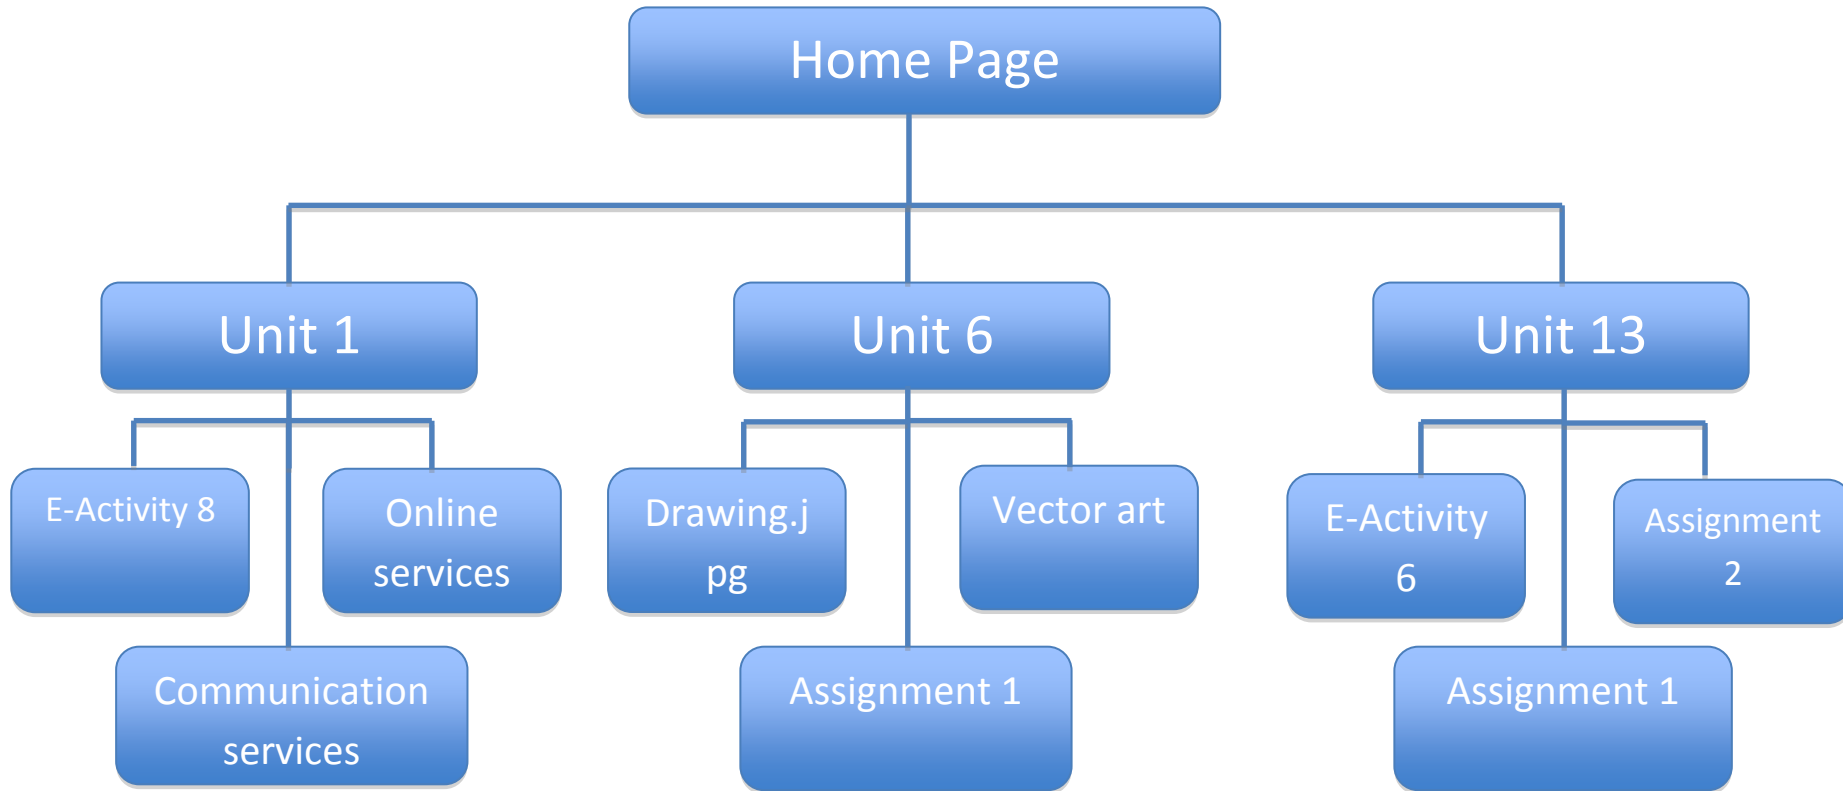 Home Page
Unit 1
Unit 6
Unit 13
E-Activity 8
Online
services
Drawing.j
pg
Vector art
E-Activity
6
Assignment
2
Communication
services
Assignment 1
Assignment 1